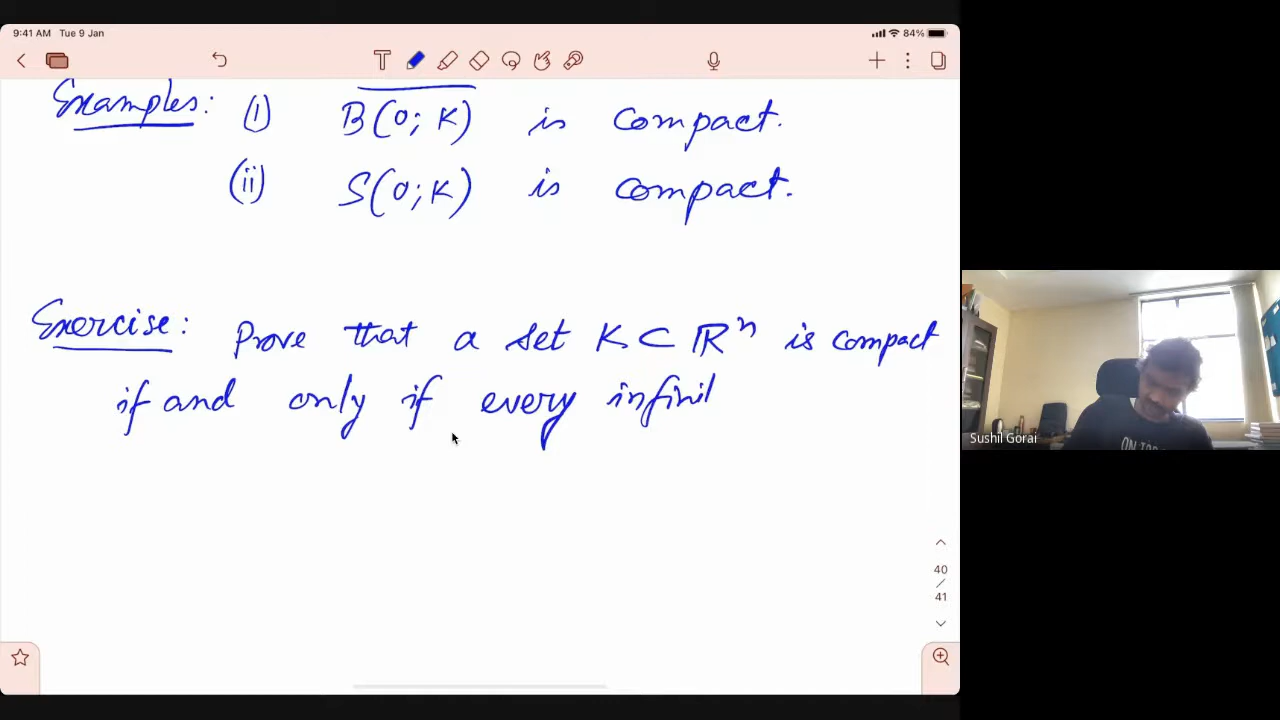 9:41 AM Tue 9 Jan
84%
Examples: (i) B(0; K) is compact.
(ii) S(0; K) is compact.
Exercise: Prove that a set K ⊂ ℝⁿ is compact
if and only if every infinit
Sushil Gorai
40
/
41